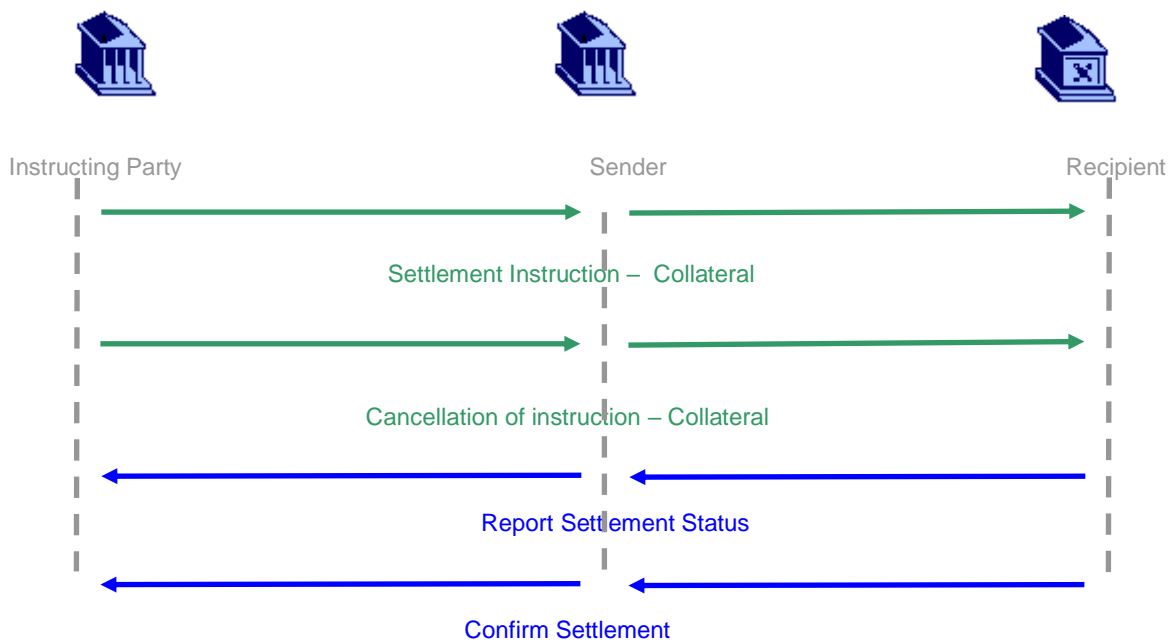 Instructing Party
Sender
Recipient
Settlement Instruction – Collateral
Cancellation of instruction – Collateral
Report Settlement Status
Confirm Settlement